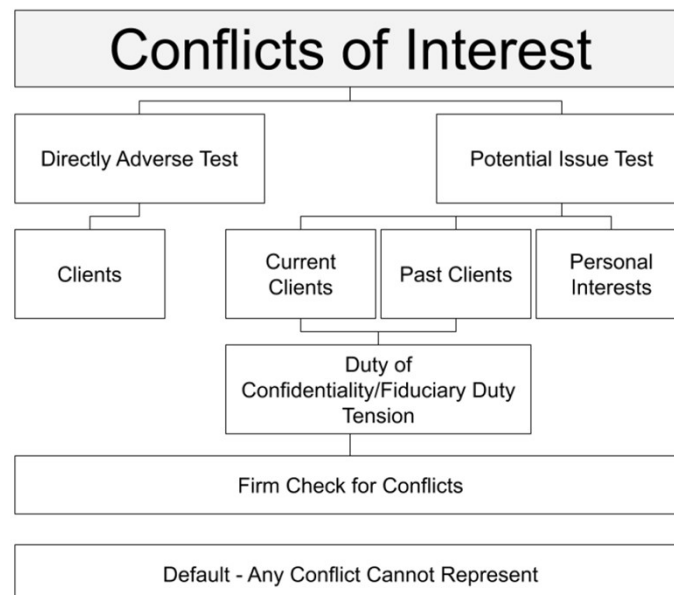 Conflicts of Interest
Directly Adverse Test
Potential Issue Test
Clients
Current
Clients
Past Clients
Personal
Interests
Duty of
Confidentiality/Fiduciary Duty
Tension
Firm Check for Conflicts
Default - Any Conflict Cannot Represent